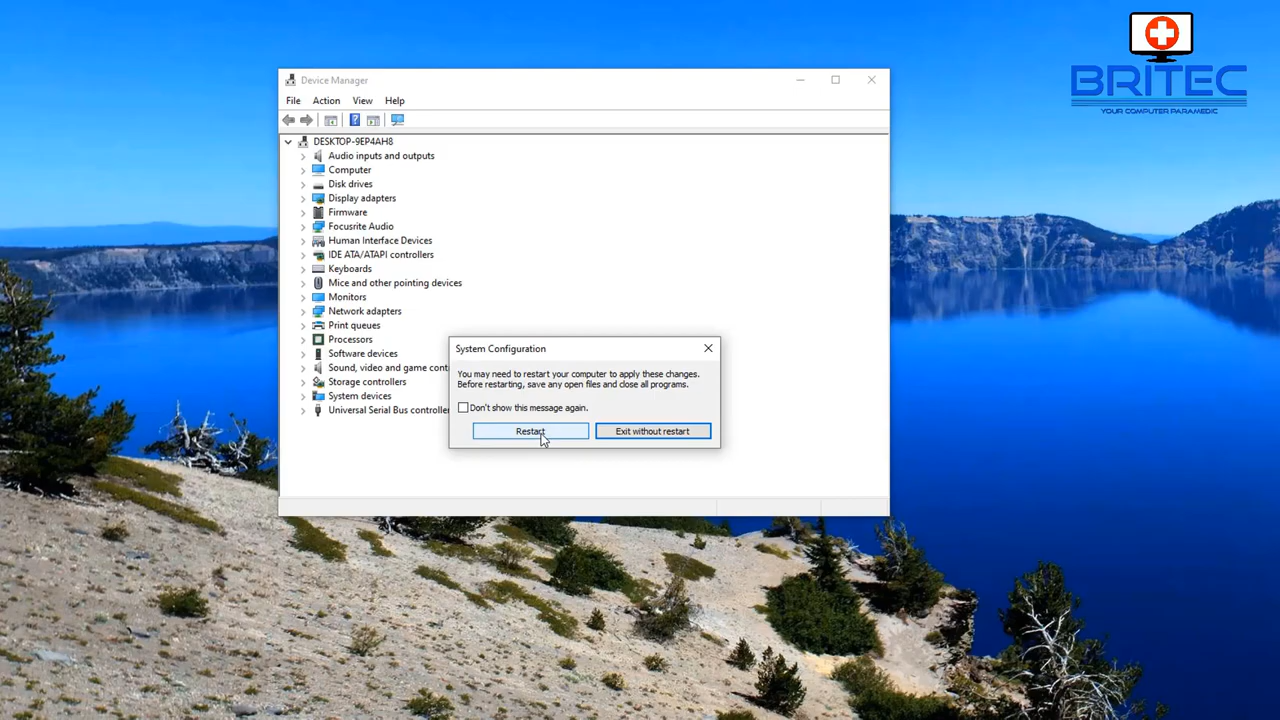 BRITEC
YOUR COMPUTER PARAMEDIC
Device Manager
File Action View Help
DESKTOP-9EP4AH8
Audio inputs and outputs
Computer
Disk drives
Display adapters
Firmware
Focusrite Audio
Human Interface Devices
IDE ATA/ATAPI controllers
Keyboards
Mice and other pointing devices
Monitors
Network adapters
Print queues
Processors
Software devices
Sound, video and game cont
Storage controllers
System devices
Universal Serial Bus controller
System Configuration
You may need to restart your computer to apply these changes.
Before restarting, save any open files and close all programs.
Don't show this message again.
Restart
Exit without restart